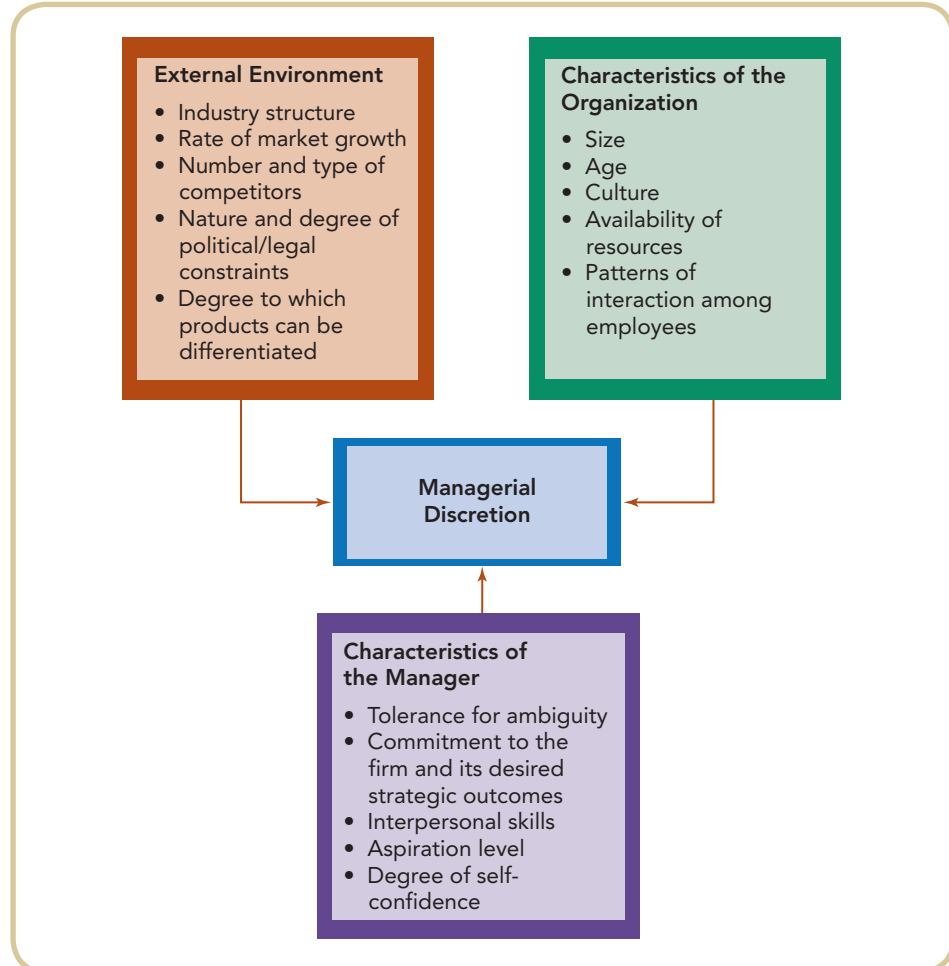 External Environment
• Industry structure
• Rate of market growth
• Number and type of
competitors
• Nature and degree of
political/legal
constraints
• Degree to which
products can be
differentiated
Characteristics of the
Organization
• Size
• Age
• Culture
• Availability of
resources
• Patterns of
interaction among
employees
Managerial
Discretion
Characteristics of
the Manager
• Tolerance for ambiguity
• Commitment to the
firm and its desired
strategic outcomes
• Interpersonal skills
• Aspiration level
• Degree of self-
confidence